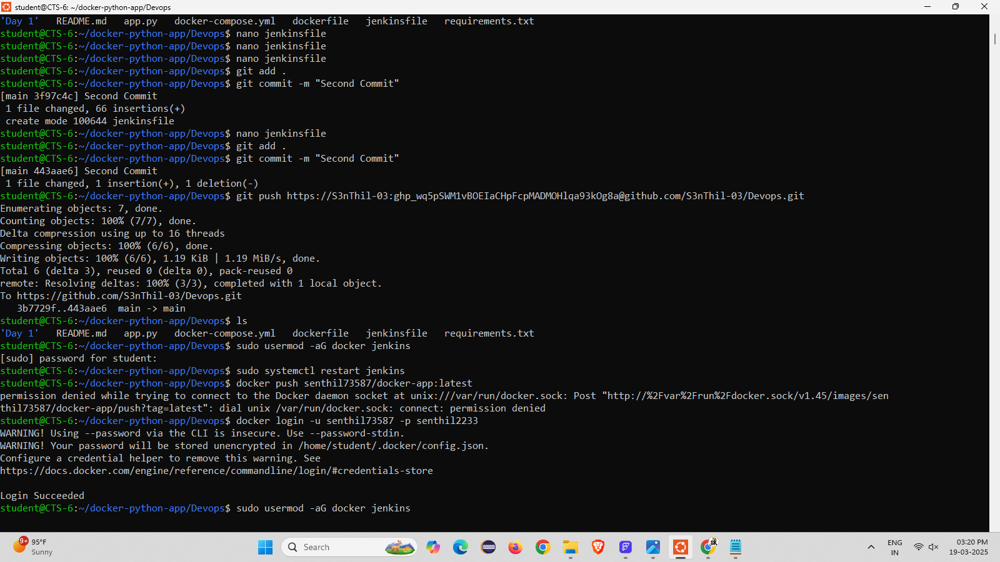 student@CTS-6: ~/docker-python-app/Devops
'Day 1'   README.md   app.py   docker-compose.yml   dockerfile   jenkinsfile   requirements.txt
student@CTS-6:~/docker-python-app/Devops$ nano jenkinsfile
student@CTS-6:~/docker-python-app/Devops$ nano jenkinsfile
student@CTS-6:~/docker-python-app/Devops$ nano jenkinsfile
student@CTS-6:~/docker-python-app/Devops$ git add .
student@CTS-6:~/docker-python-app/Devops$ git commit -m "Second Commit"
[main 3f97c4c] Second Commit
 1 file changed, 66 insertions(+)
 create mode 100644 jenkinsfile
student@CTS-6:~/docker-python-app/Devops$ nano jenkinsfile
student@CTS-6:~/docker-python-app/Devops$ git add .
student@CTS-6:~/docker-python-app/Devops$ git commit -m "Second Commit"
[main 443aae6] Second Commit
 1 file changed, 1 insertion(+), 1 deletion(-)
student@CTS-6:~/docker-python-app/Devops$ git push https://S3nThil-03: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@github.com/S3nThil-03/Devops.git
Enumerating objects: 7, done.
Counting objects: 100% (7/7), done.
Delta compression using up to 16 threads
Compressing objects: 100% (6/6), done.
Writing objects: 100% (6/6), 1.19 KiB | 1.19 MiB/s, done.
Total 6 (delta 3), reused 0 (delta 0), pack-reused 0
remote: Resolving deltas: 100% (3/3), completed with 1 local object.
To https://github.com/S3nThil-03/Devops.git
   3b7729f..443aae6  main -> main
student@CTS-6:~/docker-python-app/Devops$ ls
'Day 1'   README.md   app.py   docker-compose.yml   dockerfile   jenkinsfile   requirements.txt
student@CTS-6:~/docker-python-app/Devops$ sudo usermod -aG docker jenkins
[sudo] password for student:
student@CTS-6:~/docker-python-app/Devops$ sudo systemctl restart jenkins
student@CTS-6:~/docker-python-app/Devops$ docker push senthil73587/docker-app:latest
permission denied while trying to connect to the Docker daemon socket at unix:///var/run/docker.sock: Post "http://%2Fvar%2Frun%2Fdocker.sock/v1.45/images/sen
thil73587/docker-app/push?tag=latest": dial unix /var/run/docker.sock: connect: permission denied
student@CTS-6:~/docker-python-app/Devops$ docker login -u senthil73587 -p senthil2233
WARNING! Using --password via the CLI is insecure. Use --password-stdin.
WARNING! Your password will be stored unencrypted in /home/student/.docker/config.json.
Configure a credential helper to remove this warning. See
https://docs.docker.com/engine/reference/commandline/login/#credentials-store
Login Succeeded
student@CTS-6:~/docker-python-app/Devops$ sudo usermod -aG docker jenkins
9+
95°F
Sunny
Search
SK
ENG
IN
03:20 PM
19-03-2025